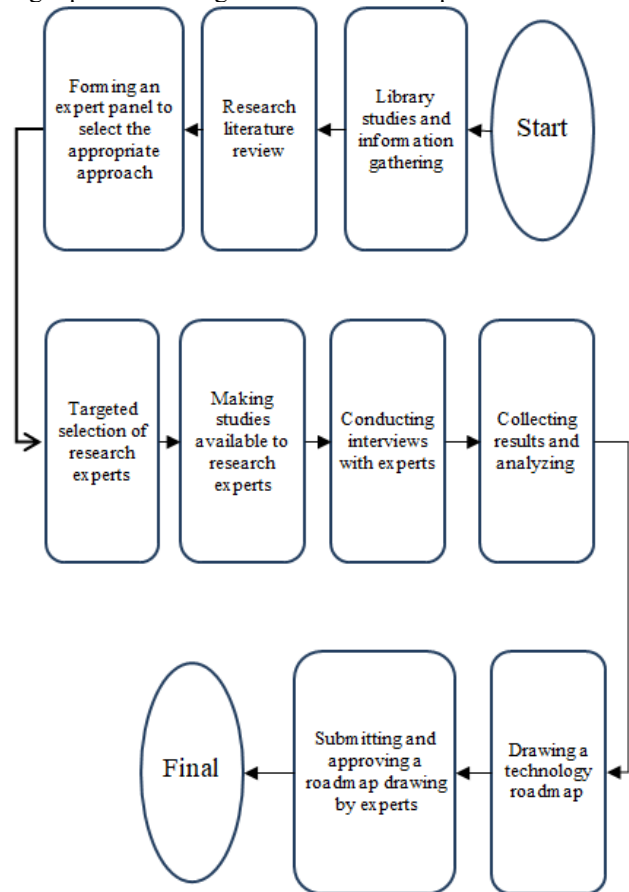 Start
Library
studies and
information
gathering
Research
literature
review
Forming an
expert panel to
select the
appropriate
approach
Targeted
selection of
research
experts
Making
studies
available to
research
experts
Conducting
interviews
with experts
Collecting
results and
analyzing
Drawing a
technology
roadmap
Submitting and
approving a
roadmap drawing
by experts
Final